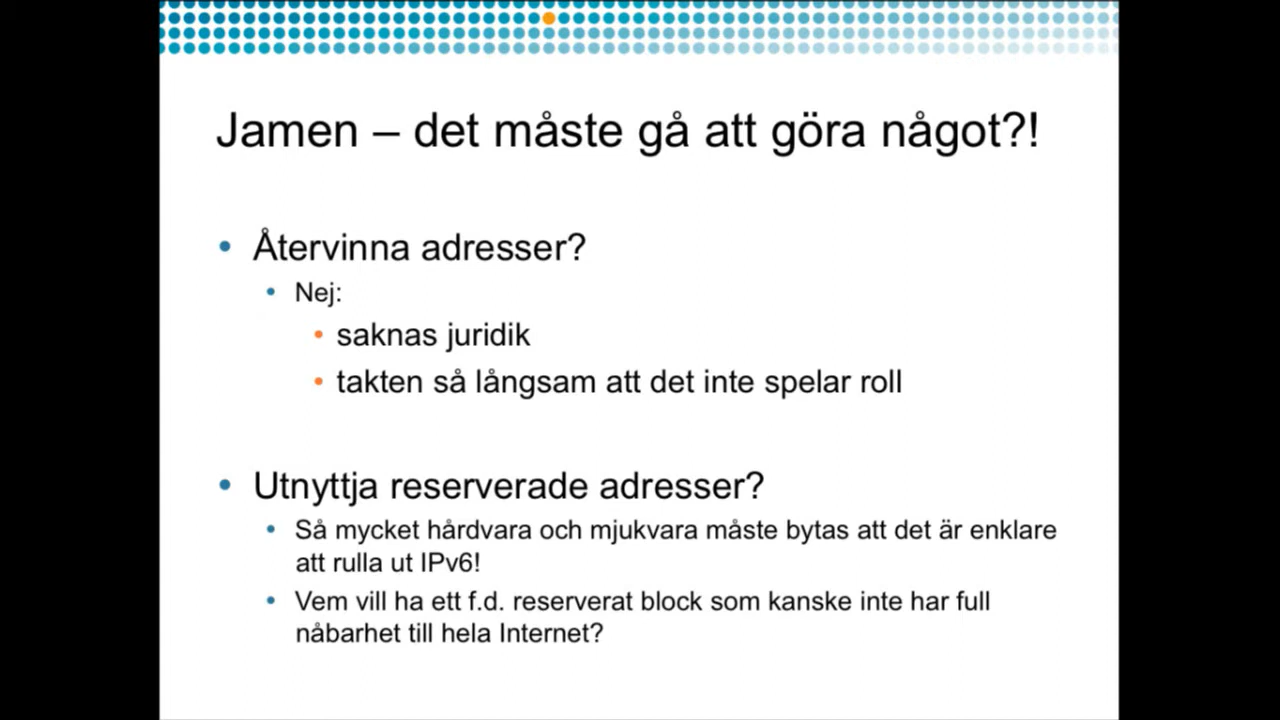 Jamen – det måste gå att göra något?!
• Återvinna adresser?
• Nej:
• saknas juridik
• takten så långsam att det inte spelar roll
• Utnyttja reserverade adresser?
• Så mycket hårdvara och mjukvara måste bytas att det är enklare
att rulla ut IPv6!
• Vem vill ha ett f.d. reserverat block som kanske inte har full
nåbarhet till hela Internet?